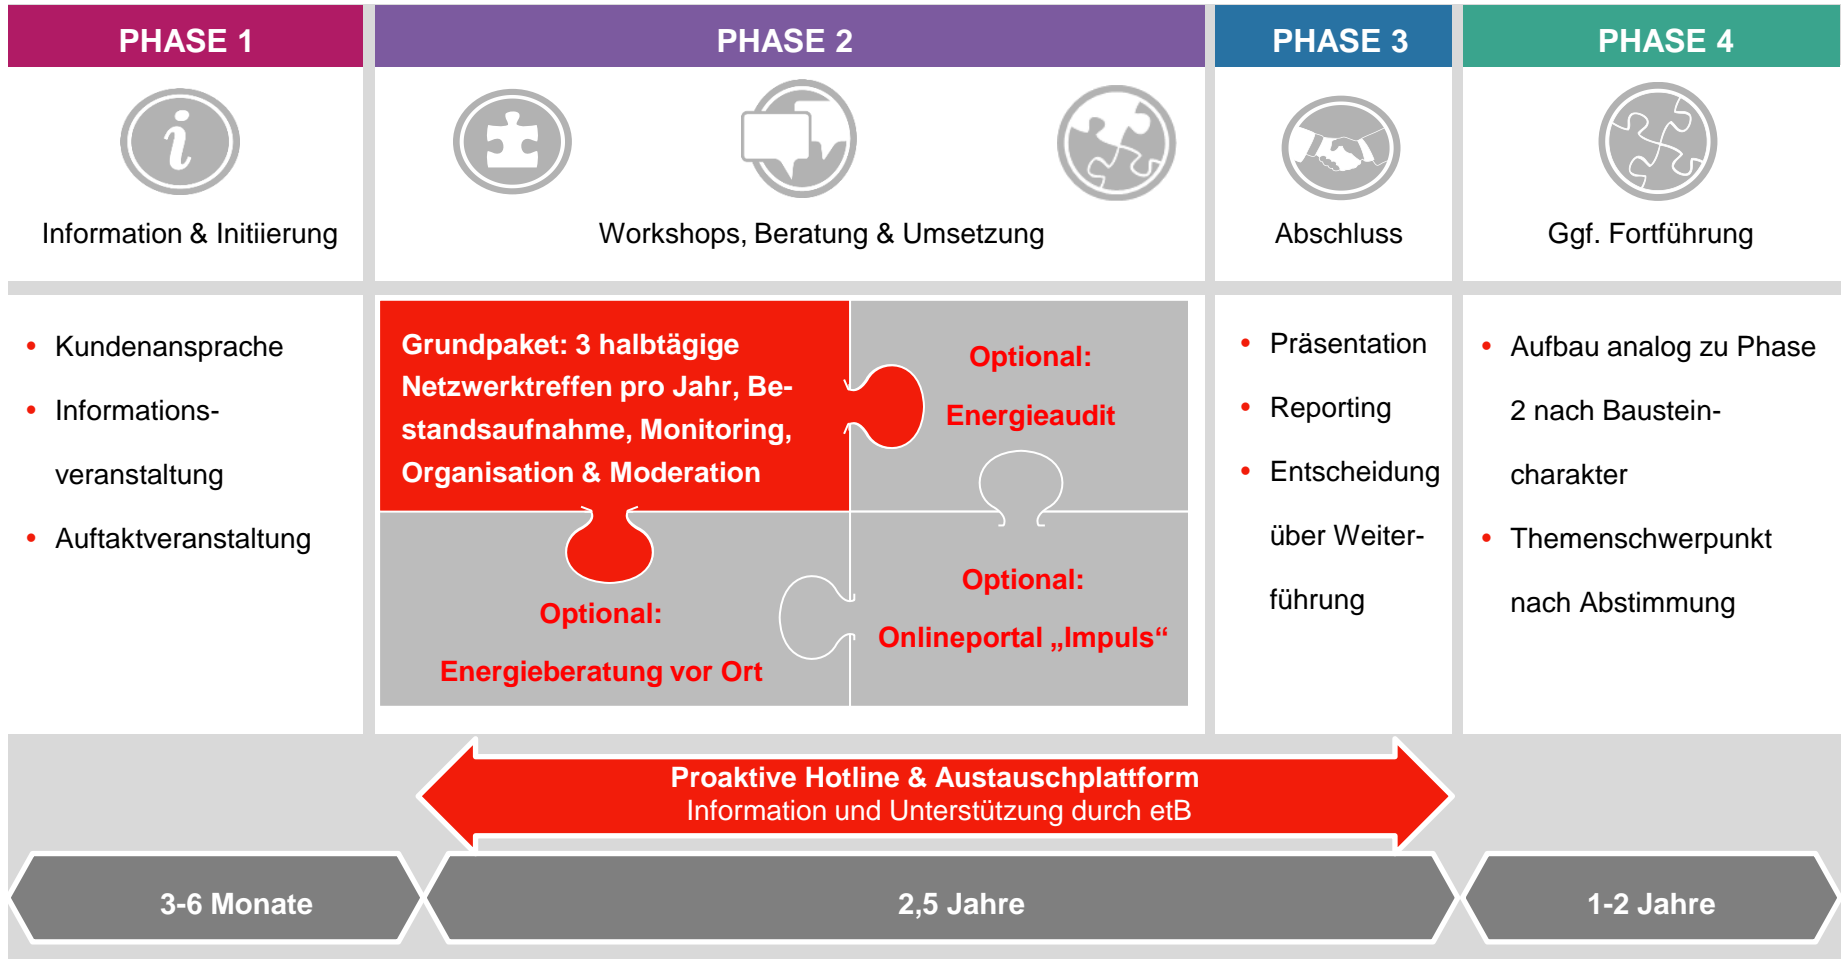 PHASE 1
PHASE 2
PHASE 3
PHASE 4
Information & Initiierung
Workshops, Beratung & Umsetzung
Abschluss
Ggf. Fortführung
• Kundenansprache
• Informations-
veranstaltung
• Auftaktveranstaltung
Grundpaket: 3 halbtägige
Netzwerktreffen pro Jahr, Be-
standsaufnahme, Monitoring,
Organisation & Moderation
Optional:
Energieaudit
Optional:
Energieberatung vor Ort
Optional:
Onlineportal „Impuls“
• Präsentation
• Reporting
• Entscheidung
über Weiter-
führung
• Aufbau analog zu Phase
2 nach Baustein-
charakter
• Themenschwerpunkt
nach Abstimmung
Proaktive Hotline & Austauschplattform
Information und Unterstützung durch etB
3-6 Monate
2,5 Jahre
1-2 Jahre